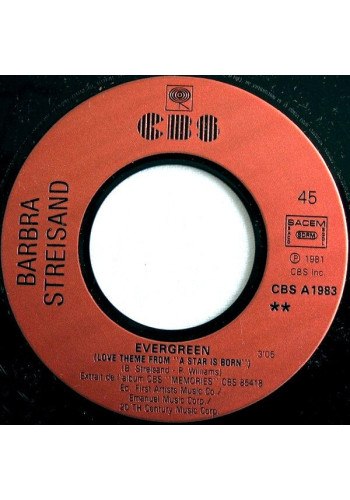 CBS
BARBRA
STREISAND
45
SACEM
SDRM
℗ 1981
CBS Inc.
CBS A1983
**
EVERGREEN
(LOVE THEME FROM "A STAR IS BORN")
3'05
(B. Streisand - P. Williams)
Extrait de l'album CBS "MEMORIES" CBS 85418
Ed. First Artists Music Co /
Emanuel Music Corp. /
20 TH Century Music Corp.